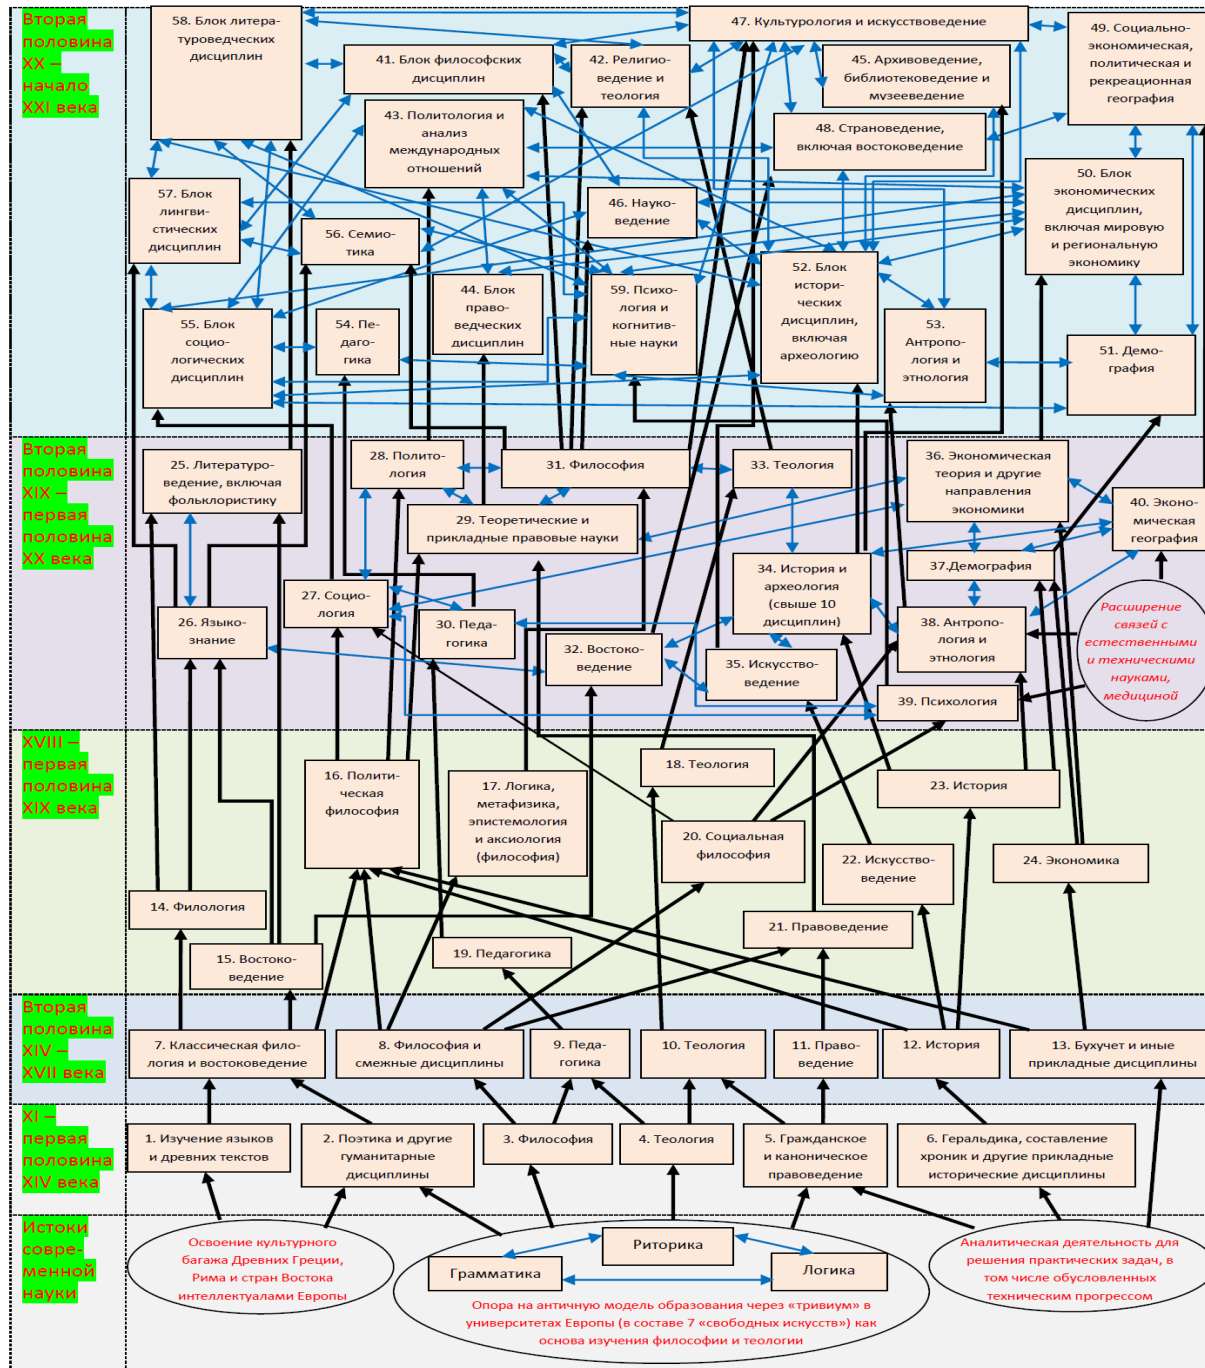 Вторая
половина
XX –
начало
XXI века
58. Блок литера-
туроведческих
дисциплин
47. Культурология и искусствоведение
49. Социально-
экономическая,
политическая и
рекреационная
география
41. Блок философских
дисциплин
42. Религио-
ведение и
теология
45. Архивоведение,
библиотековедение и
музееведение
43. Политология и
анализ
международных
отношений
48. Страноведение,
включая востоковедение
57. Блок
лингви-
стических
дисциплин
46. Науко-
ведение
50. Блок
экономических
дисциплин,
включая мировую
и региональную
экономику
56. Семио-
тика
52. Блок
исто-
рических
дисциплин,
включая
археологию
44. Блок
право-
ведческих
дисциплин
59. Психо-
логия и
когнитив-
ные науки
55. Блок
социо-
логических
дисциплин
54. Пе-
даго-
гика
53.
Антропо-
логия и
этнология
51. Демо-
графия
Вторая
половина
XIX –
первая
половина
XX века
25. Литературо-
ведение, включая
фольклористику
28. Полито-
логия
31. Философия
33. Теология
36. Экономическая
теория и другие
направления
экономики
29. Теоретические и
прикладные правовые науки
40. Эконо-
мическая
география
34. История и
археология
(свыше 10
дисциплин)
37.Демография
27. Социо-
логия
26. Языко-
знание
30. Педа-
гогика
32. Востоко-
ведение
35. Искусство-
ведение
38. Антропо-
логия и
этнология
39. Психология
Расширение
связей с
естественными
и техническими
науками,
медициной
XVIII –
первая
половина
XIX века
16. Полити-
ческая
философия
17. Логика,
метафизика,
эпистемология
и аксиология
(философия)
18. Теология
23. История
20. Социальная
философия
22. Искусство-
ведение
24. Экономика
14. Филология
21. Правоведение
15. Востоко-
ведение
19. Педагогика
Вторая
половина
XIV –
XVII века
7. Классическая фило-
логия и востоковедение
8. Философия и
смежные дисциплины
9. Педа-
гогика
10. Теология
11. Право-
ведение
12. История
13. Бухучет и иные
прикладные дисциплины
XI –
первая
половина
XIV века
1. Изучение языков
и древних текстов
2. Поэтика и другие
гуманитарные
дисциплины
3. Философия
4. Теология
5. Гражданское
и каноническое
правоведение
6. Геральдика, составление
хроник и другие прикладные
исторические дисциплины
Истоки
совре-
менной
науки
Освоение культурного
багажа Древних Греции,
Рима и стран Востока
интеллектуалами Европы
Риторика
Грамматика
Логика
Опора на античную модель образования через «тривиум» в
университетах Европы (в составе 7 «свободных искусств») как
основа изучения философии и теологии
Аналитическая деятельность для
решения практических задач, в
том числе обусловленных
техническим прогрессом